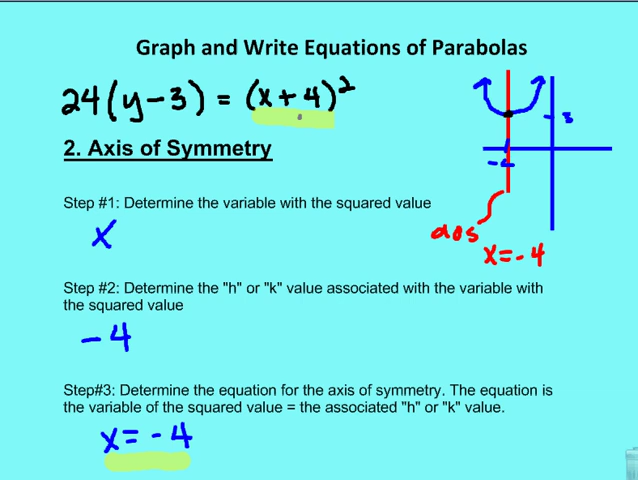 Graph and Write Equations of Parabolas
24(y-3) = (x+4)²
3
2. Axis of Symmetry
-4
Step #1: Determine the variable with the squared value
x
aos
x=-4
Step #2: Determine the "h" or "k" value associated with the variable with
the squared value
-4
Step#3: Determine the equation for the axis of symmetry. The equation is
the variable of the squared value = the associated "h" or "k" value.
x=-4